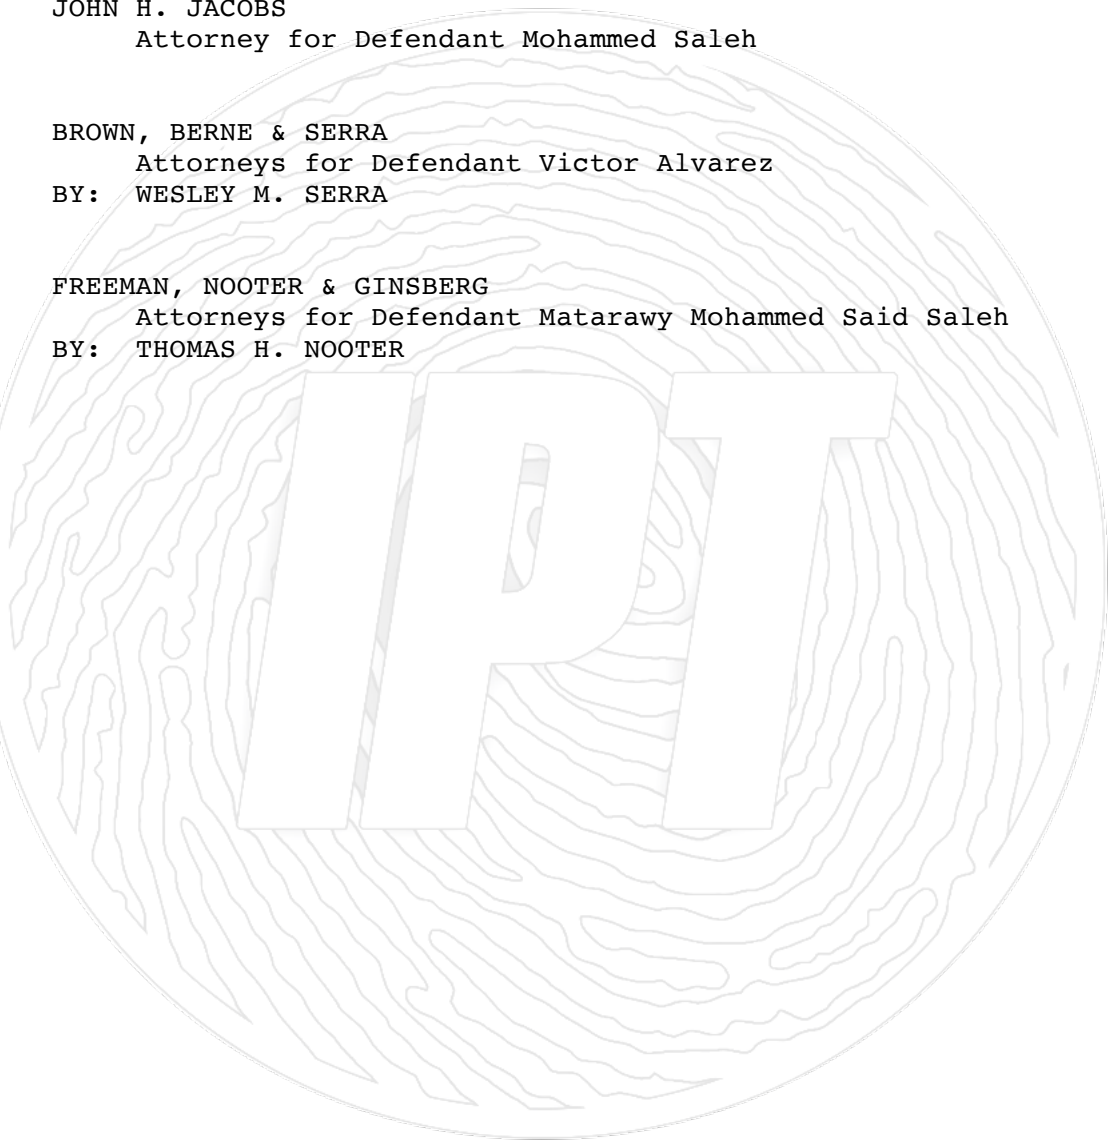 JOHN H. JACOBS
Attorney for Defendant Mohammed Saleh
BROWN, BERNE & SERRA
Attorneys for Defendant Victor Alvarez
BY: WESLEY M. SERRA
FREEMAN, NOOTER & GINSBERG
Attorneys for Defendant Matarawy Mohammed Said Saleh
BY: THOMAS H. NOOTER
IPT